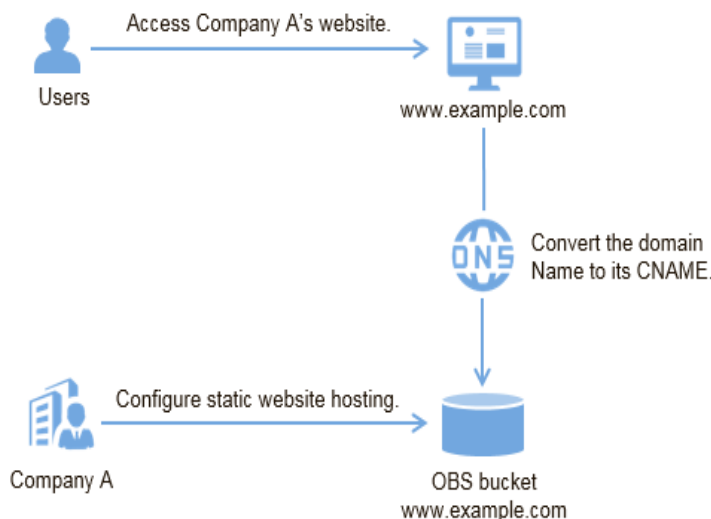 Access Company A's website.
Users
www.example.com
DNS
Convert the domain
Name to its CNAME.
Configure static website hosting.
Company A
OBS bucket
www.example.com